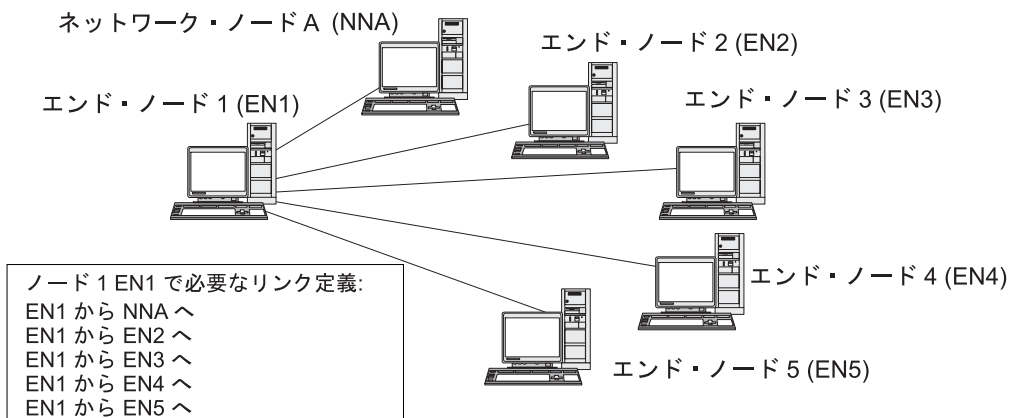 ネットワーク・ノード A (NNA)
エンド・ノード 2 (EN2)
エンド・ノード 1 (EN1)
エンド・ノード 3 (EN3)
エンド・ノード 4 (EN4)
エンド・ノード 5 (EN5)
ノード 1 EN1 で必要なリンク定義:
EN1 から NNA へ
EN1 から EN2 へ
EN1 から EN3 へ
EN1 から EN4 へ
EN1 から EN5 へ